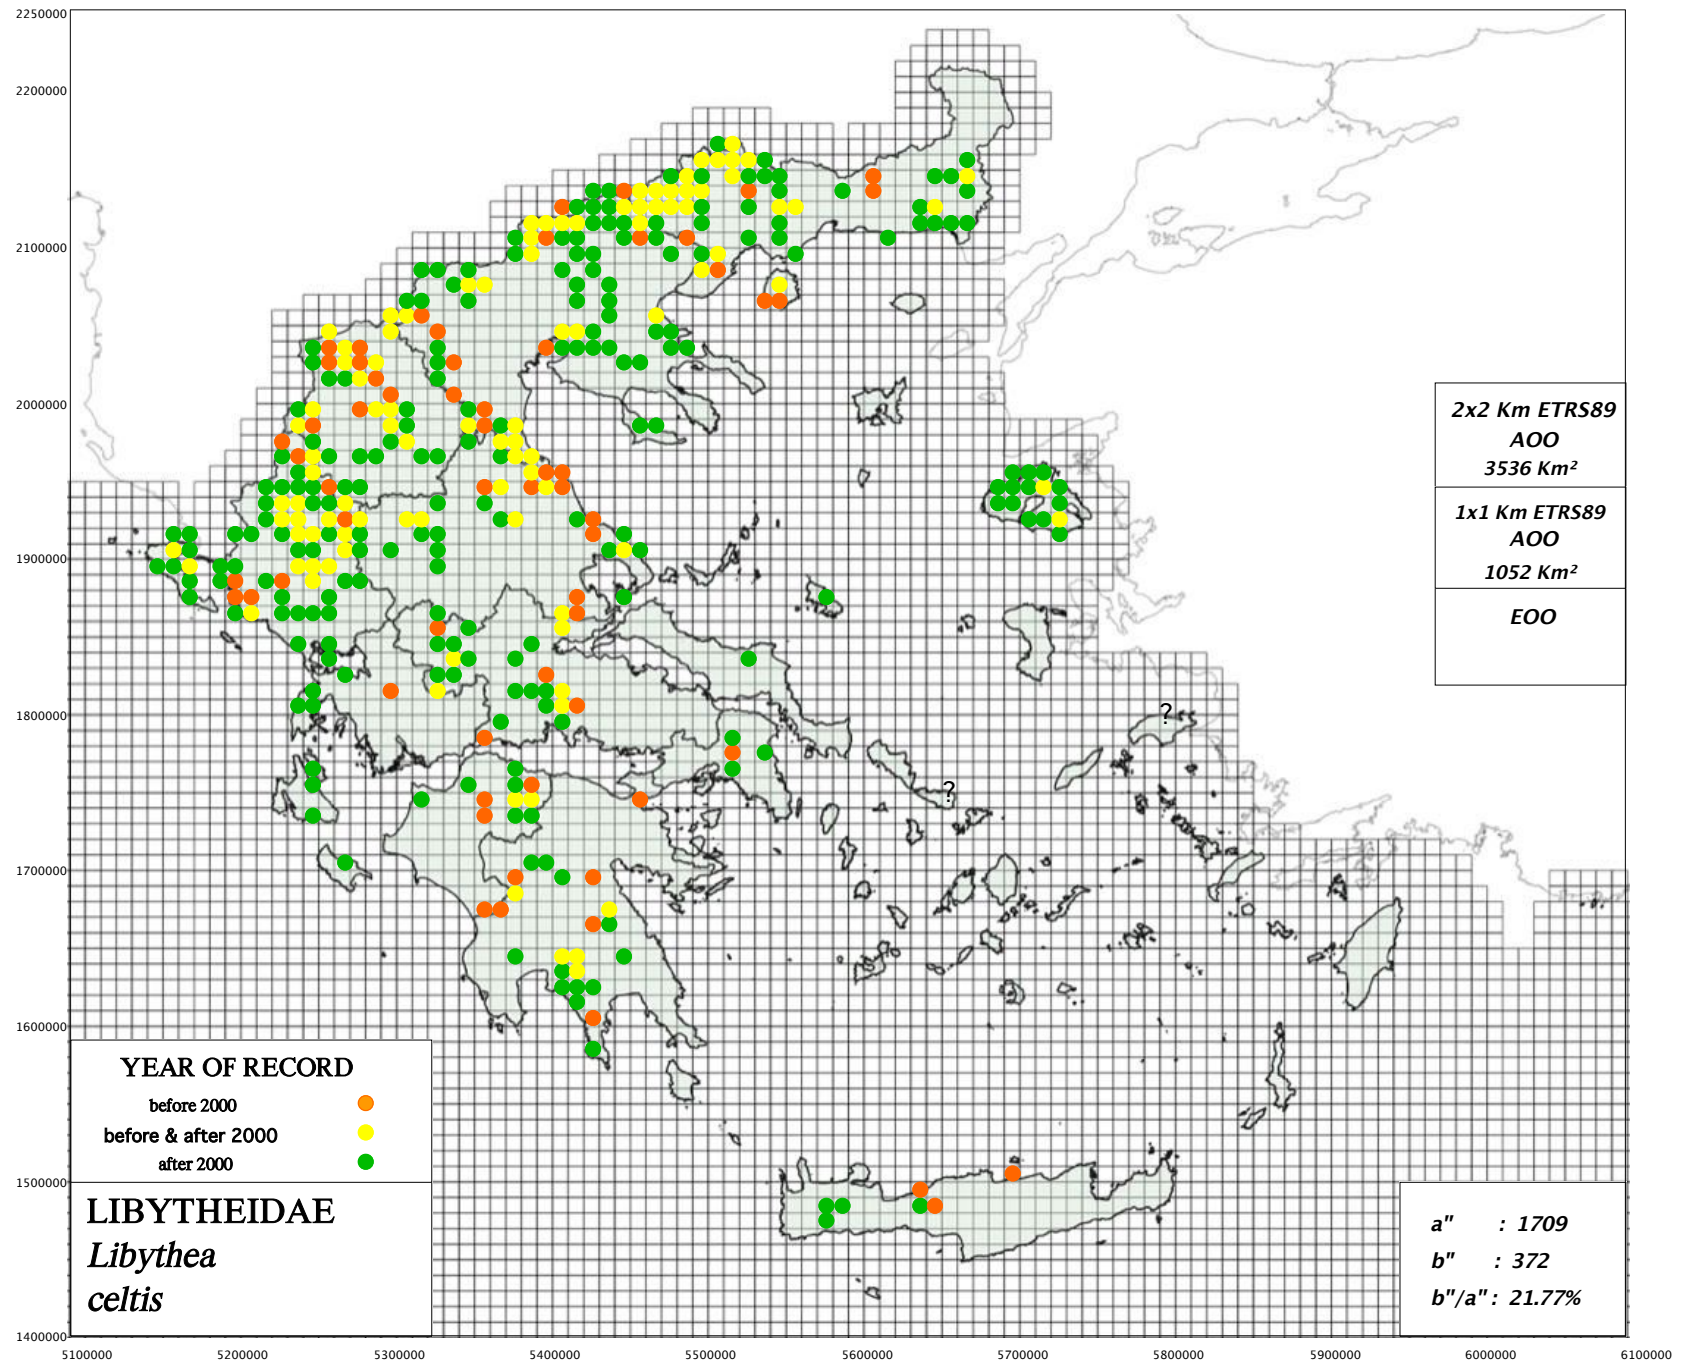 2250000
2200000
2100000
2000000
1900000
1800000
1700000
1600000
1500000
1400000
2x2 Km ETRS89
AOO
3536 Km²
1x1 Km ETRS89
AOO
1052 Km²
EOO
?
?
YEAR OF RECORD
before 2000
before & after 2000
after 2000
LIBYTHEIDAE
Libythea
celtis
a" : 1709
b" : 372
b"/a" : 21.77%
5100000 5200000 5300000 5400000 5500000 5600000 5700000 5800000 5900000 6000000 6100000